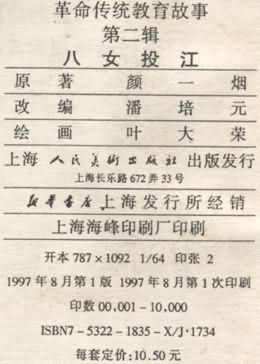 革命传统教育故事
第二辑
八女投江
原 著 颜 一 烟
改 编 潘 培 元
绘 画 叶 大 荣
上海人民美術出版社 出版发行
上海长乐路672弄33号
新华书店上海发行所经销
上海海峰印刷厂印刷
开本 787×1092 1/64 印张 2
1997年8月第1版 1997年8月第1次印刷
印数 00,001-10,000
ISBN7-5322-1835-X/J·1734
每套定价:10.50元